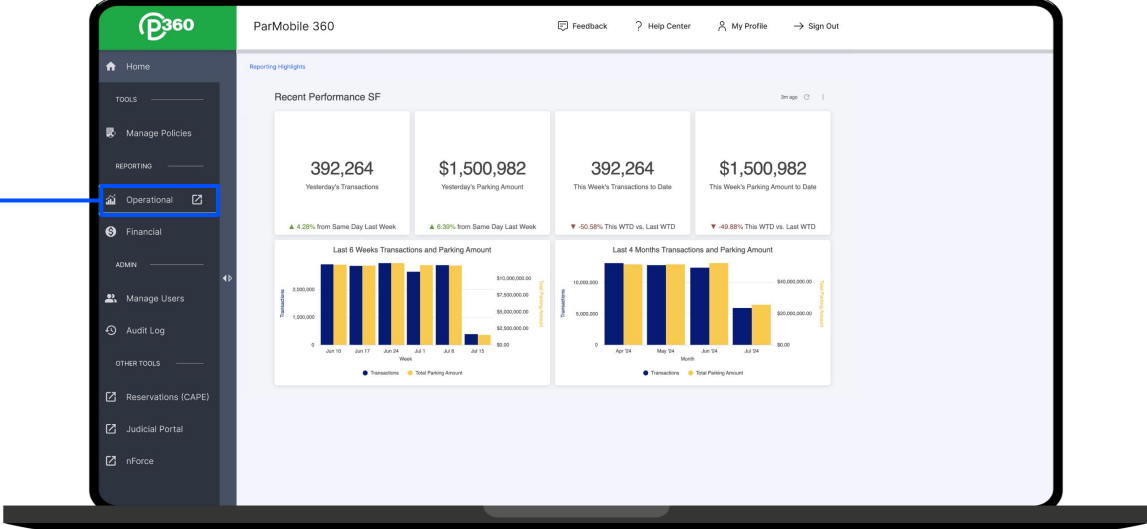 P360
ParMobile 360
Feedback
Help Center
My Profile
Sign Out
Home
TOOLS
Manage Policies
REPORTING
Operational
Financial
ADMIN
Manage Users
Audit Log
OTHER TOOLS
Reservations (CAPE)
Judicial Portal
nForce
Reporting Highlights
Recent Performance SF
3m ago
392,264
Yesterday's Transactions
▲ 4.28% from Same Day Last Week
$1,500,982
Yesterday's Parking Amount
▲ 6.39% from Same Day Last Week
392,264
This Week's Transactions to Date
▼ -50.58% This WTD vs. Last WTD
$1,500,982
This Week's Parking Amount to Date
▼ -49.88% This WTD vs. Last WTD
Last 6 Weeks Transactions and Parking Amount
Transactions
2,000,000
1,000,000
0
$10,000,000.00
$7,500,000.00
$5,000,000.00
$2,500,000.00
$0.00
Total Parking Amount
Jun 10 Jun 17 Jun 24 Jul 1 Jul 8 Jul 15
Week
Transactions Total Parking Amount
Last 4 Months Transactions and Parking Amount
Transactions
10,000,000
5,000,000
0
$40,000,000.00
$20,000,000.00
$0.00
Total Parking Amount
Apr '24 May '24 Jun '24 Jul '24
Month
Transactions Total Parking Amount